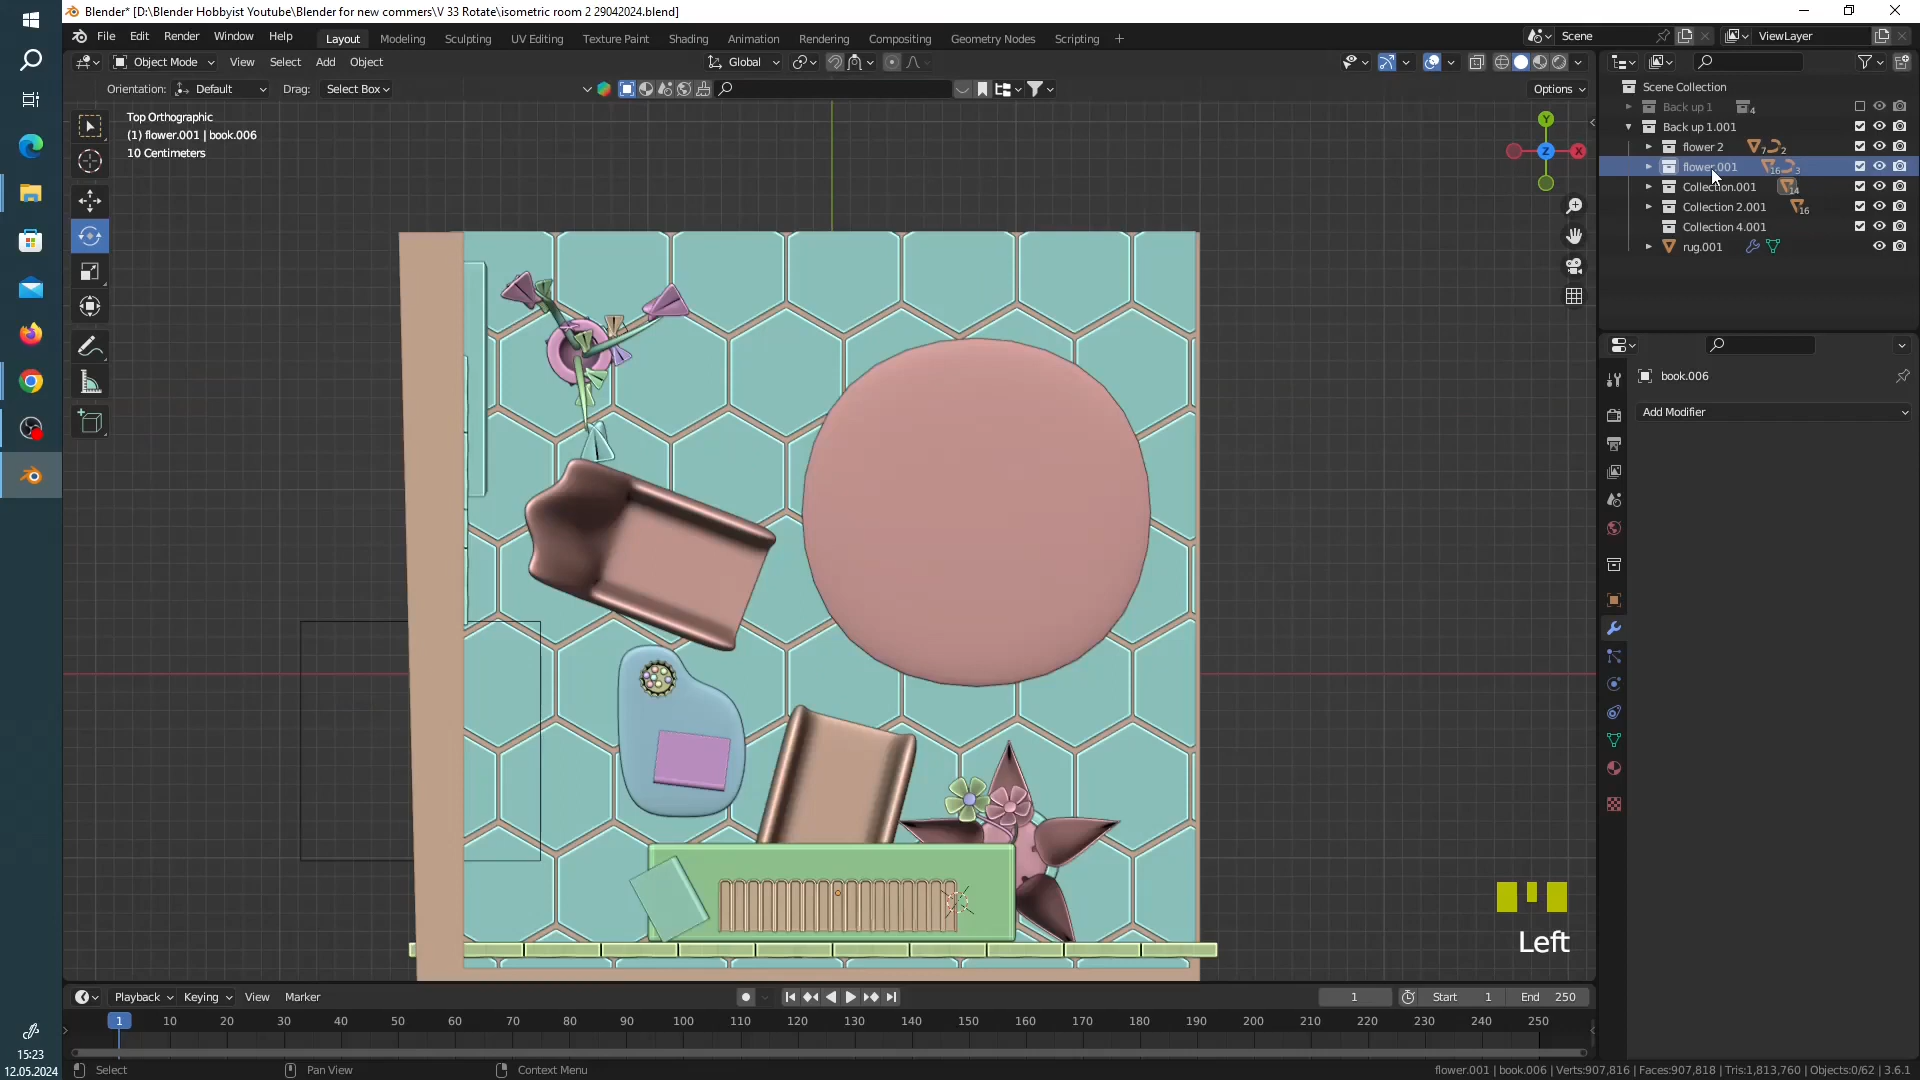 Blender* [D:\Blender Hobbyist Youtube\Blender for new commers\V 33 Rotate\isometric room 2 29042024.blend]
File Edit Render Window Help Layout Modeling Sculpting UV Editing Texture Paint Shading Animation Rendering Compositing Geometry Nodes Scripting + Scene ViewLayer
Object Mode View Select Add Object Global
Orientation: Default Drag: Select Box Options
Top Orthographic
(1) flower.001 | book.006
10 Centimeters
Y
Z X
Scene Collection
Back up 1 4
Back up 1.001
flower 2 7 2
flower.001 16 3
Collection.001 14
Collection 2.001 16
Collection 4.001
rug.001
book.006
Add Modifier
Left
Playback Keying View Marker 1 Start 1 End 250
1 10 20 30 40 50 60 70 80 90 100 110 120 130 140 150 160 170 180 190 200 210 220 230 240 250
Select Pan View Context Menu flower.001 | book.006 | Verts:907,816 | Faces:907,818 | Tris:1,813,760 | Objects:0/62 | 3.6.1
15:23
12.05.2024